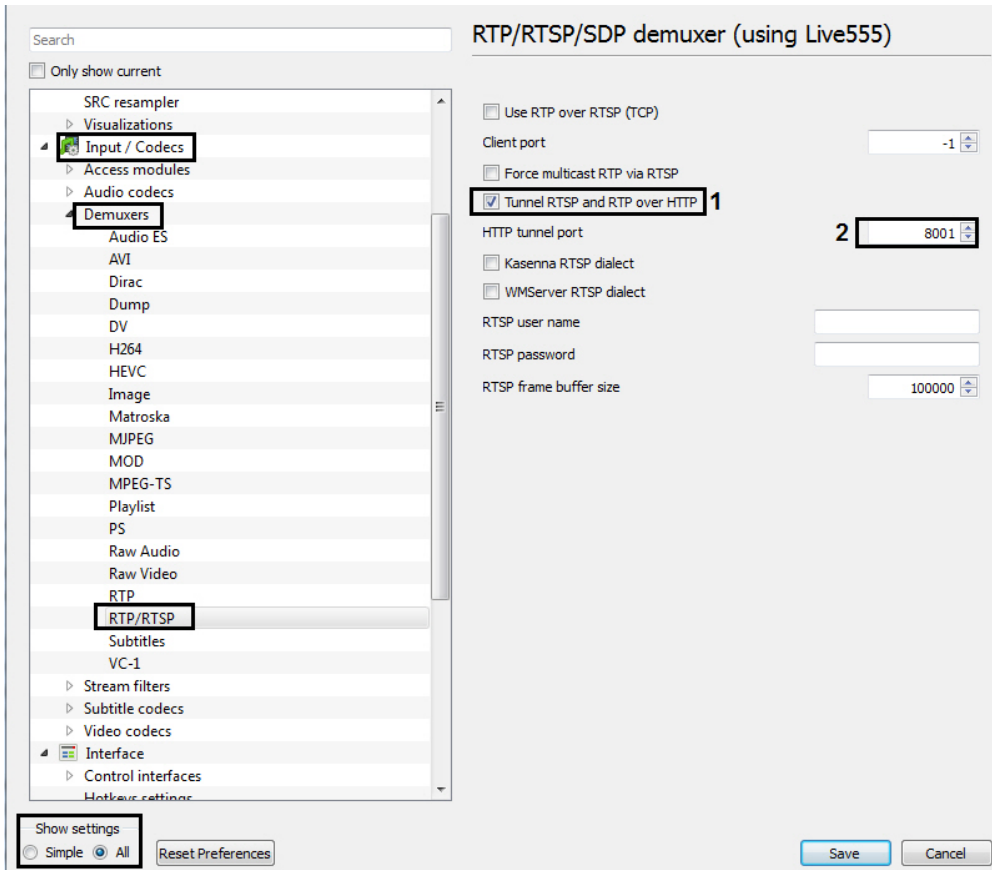 Search
Only show current
SRC resampler
Visualizations
Input / Codecs
Access modules
Audio codecs
Demuxers
Audio ES
AVI
Dirac
Dump
DV
H264
HEVC
Image
Matroska
MJPEG
MOD
MPEG-TS
Playlist
PS
Raw Audio
Raw Video
RTP
RTP/RTSP
Subtitles
VC-1
Stream filters
Subtitle codecs
Video codecs
Interface
Control interfaces
Hotkeys settings
Show settings
Simple All
Reset Preferences
RTP/RTSP/SDP demuxer (using Live555)
Use RTP over RTSP (TCP)
Client port -1
Force multicast RTP via RTSP
Tunnel RTSP and RTP over HTTP 1
HTTP tunnel port 2 8001
Kasenna RTSP dialect
WMServer RTSP dialect
RTSP user name
RTSP password
RTSP frame buffer size 100000
Save Cancel